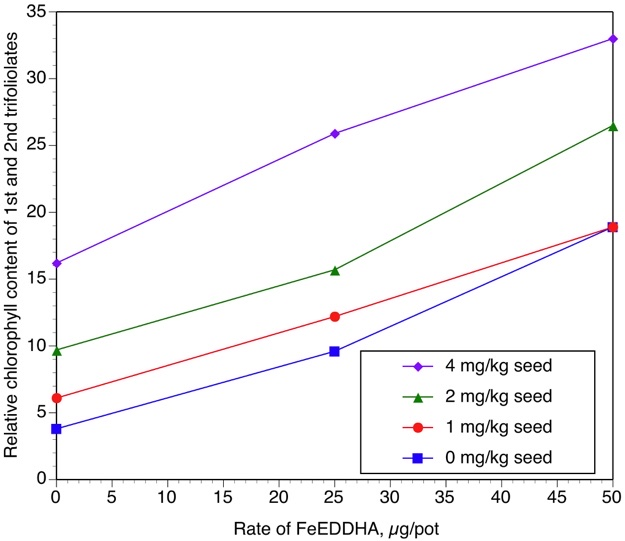 Relative chlorophyll content of 1st and 2nd trifoliolates
35
30
25
20
15
10
5
0
4 mg/kg seed
2 mg/kg seed
1 mg/kg seed
0 mg/kg seed
0 5 10 15 20 25 30 35 40 45 50
Rate of FeEDDHA, µg/pot